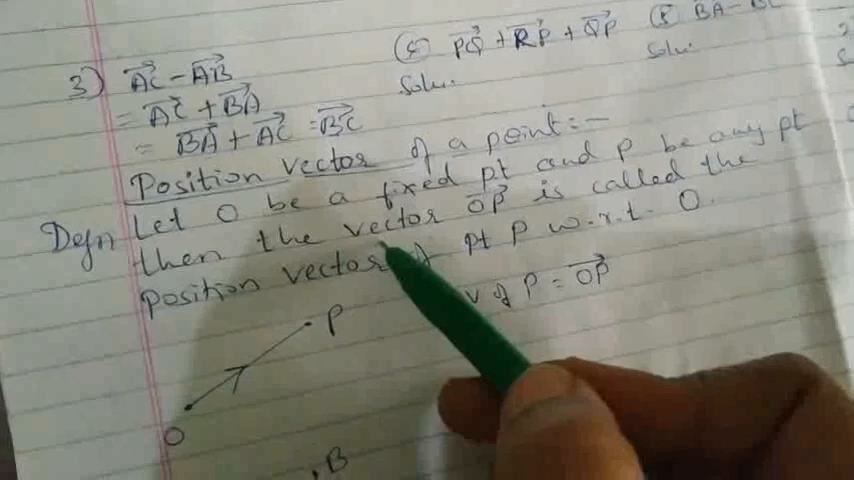 3) AC⃗ - AB⃗
= AC⃗ + BA⃗
= BA⃗ + AC⃗ = BC⃗
④ PQ⃗ + RP⃗ + QP⃗
Solu:
⑧ BA -
Solu:
Position vector of a point:-
Defn Let O be a fixed pt and P be any pt
then the vector OP⃗ is called the
position vector of pt P w.r.t. O.
V of P = OP⃗
P
O
B